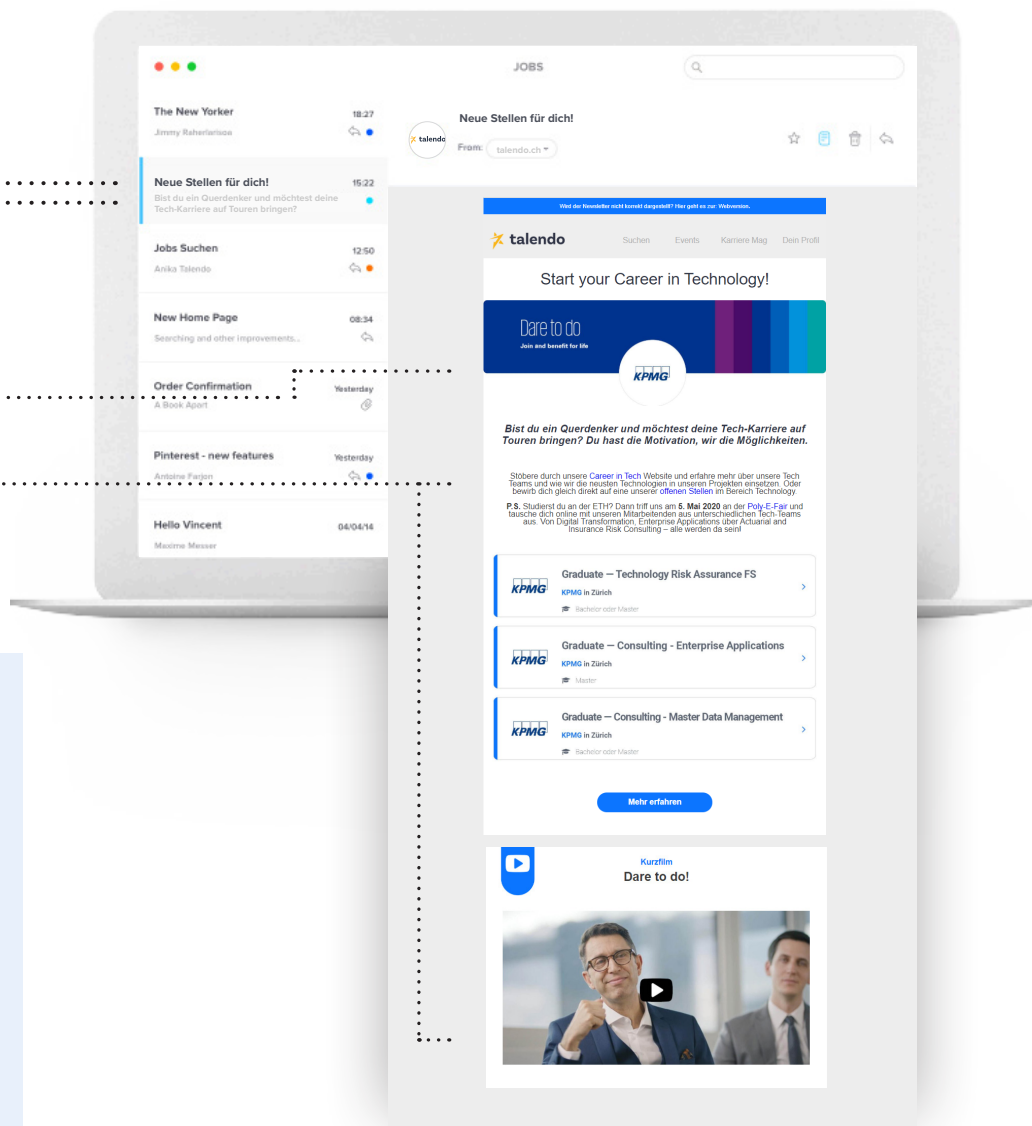 JOBS
The New Yorker
18:27
Jimmy Raherlarison
Neue Stellen für dich!
15:22
Bist du ein Querdenker und möchtest deine
Tech-Karriere auf Touren bringen?
Jobs Suchen
12:50
Anika Talendo
New Home Page
08:34
Searching and other improvements...
Order Confirmation
Yesterday
A Book Apart
Pinterest - new features
Yesterday
Antoine Farjon
Hello Vincent
04/04/14
Maxime Messer
talendo
Neue Stellen für dich!
From: talendo.ch
Wird der Newsletter nicht korrekt dargestellt? Hier geht es zur: Webversion.
talendo
Suchen Events Karriere Mag Dein Profil
Start your Career in Technology!
Dare to do
Join and benefit for life
KPMG
Bist du ein Querdenker und möchtest deine Tech-Karriere auf
Touren bringen? Du hast die Motivation, wir die Möglichkeiten.
Stöbere durch unsere Career in Tech Website und erfahre mehr über unsere Tech
Teams und wie wir die neusten Technologien in unseren Projekten einsetzen. Oder
bewirb dich gleich direkt auf eine unserer offenen Stellen im Bereich Technology.
P.S. Studierst du an der ETH? Dann triff uns am 5. Mai 2020 an der Poly-E-Fair und
tausche dich online mit unseren Mitarbeitenden aus unterschiedlichen Tech-Teams
aus. Von Digital Transformation, Enterprise Applications über Actuarial and
Insurance Risk Consulting – alle werden da sein!
KPMG
Graduate — Technology Risk Assurance FS
KPMG in Zürich
Bachelor oder Master
KPMG
Graduate — Consulting - Enterprise Applications
KPMG in Zürich
Master
KPMG
Graduate — Consulting - Master Data Management
KPMG in Zürich
Bachelor oder Master
Mehr erfahren
Kurzfilm
Dare to do!